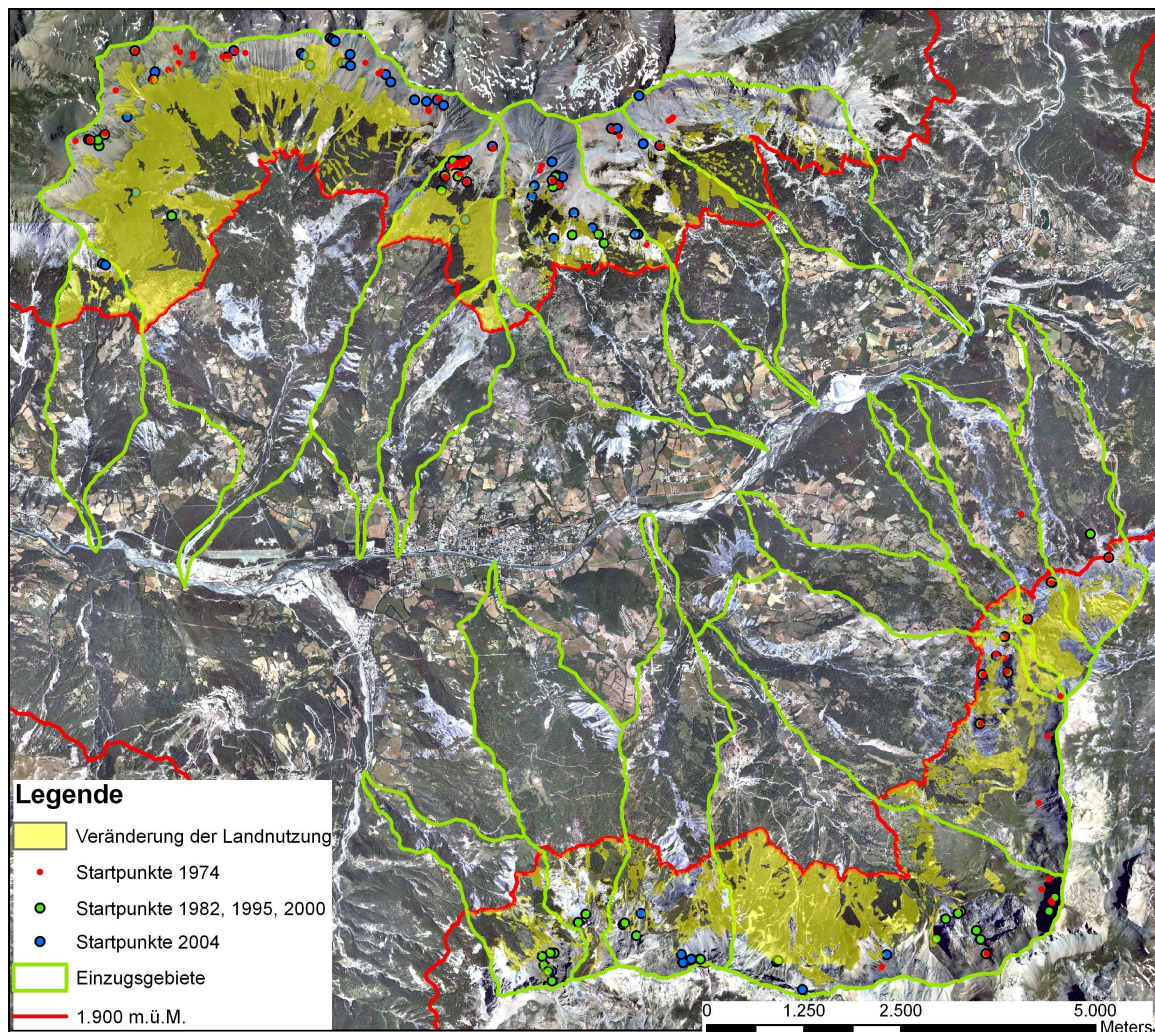 Legende
Veränderung der Landnutzung
Startpunkte 1974
Startpunkte 1982, 1995, 2000
Startpunkte 2004
Einzugsgebiete
1.900 m.ü.M.
0 1.250 2.500 5.000
Meters